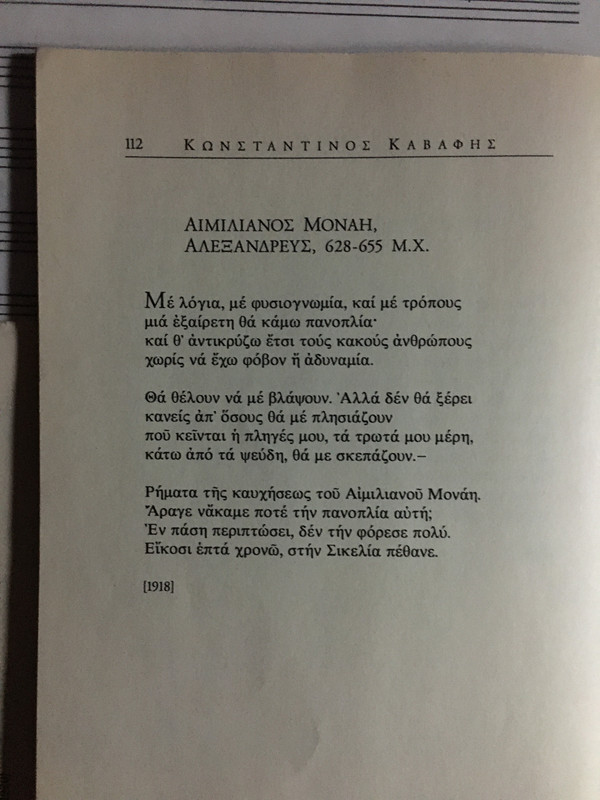 112 ΚΩΝΣΤΑΝΤΙΝΟΣ ΚΑΒΑΦΗΣ
ΑΙΜΙΛΙΑΝΟΣ ΜΟΝΑΗ,
ΑΛΕΞΑΝΔΡΕΥΣ, 628-655 Μ.Χ.
Μέ λόγια, μέ φυσιογνωμία, καί μέ τρόπους
μιά ἐξαίρετη θά κάμω πανοπλία·
καί θ' ἀντικρύζω ἔτσι τούς κακούς ἀνθρώπους
χωρίς νά ἔχω φόβον ἤ ἀδυναμία.
Θά θέλουν νά μέ βλάψουν. Ἀλλά δέν θά ξέρει
κανείς ἀπ' ὅσους θά μέ πλησιάζουν
ποῦ κεῖνται ἡ πληγές μου, τά τρωτά μου μέρη,
κάτω ἀπό τά ψεύδη, θά με σκεπάζουν.–
Ρήματα τῆς καυχήσεως τοῦ Αἰμιλιανοῦ Μονάη.
Ἄραγε νἄκαμε ποτέ τήν πανοπλία αὐτή;
Ἐν πάση περιπτώσει, δέν τήν φόρεσε πολύ.
Εἴκοσι ἑπτά χρονῶ, στήν Σικελία πέθανε.
[1918]